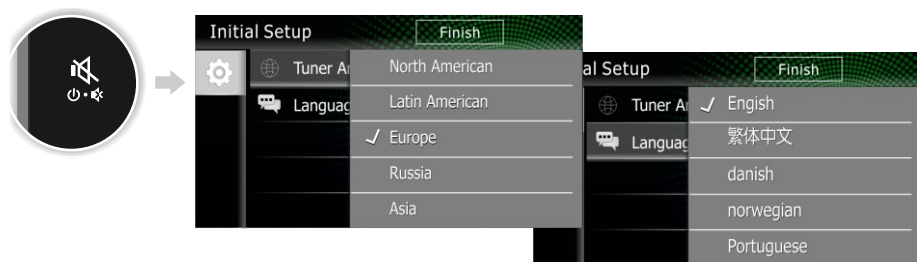 Initial Setup
Finish
Tuner Ar
Languag
North American
Latin American
Europe
Russia
Asia
al Setup
Finish
Tuner Ar
Languag
Engish
繁体中文
danish
norwegian
Portuguese